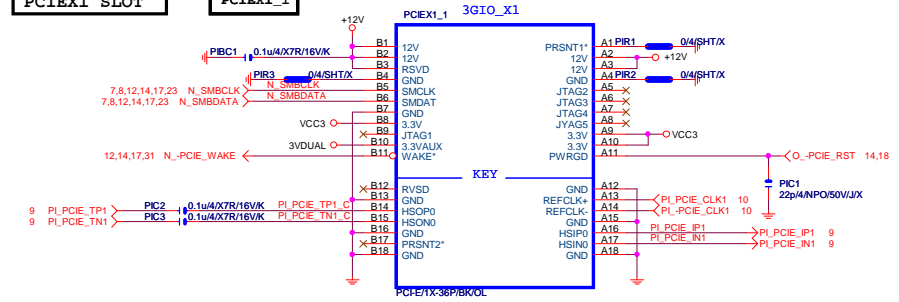 PCIEX1 SLOT
PCIEX1_1
PCIEX1_1 3GIO_X1
+12V
PIBC1 0.1u/4/X7R/16V/K
B1 12V
B2 12V
B3 RSVD
PIR3 0/4/SHT/X B4 GND
7,8,12,14,17,23 N_SMBCLK N_SMBCLK B5 SMCLK
7,8,12,14,17,23 N_SMBDATA N_SMBDATA B6 SMDAT
B7 GND
VCC3 B8 3.3V
B9 JTAG1
3VDUAL B10 3.3VAUX
12,14,17,31 N_-PCIE_WAKE B11 WAKE*
KEY
B12 RVSD
B13 GND
9 PI_PCIE_TP1 PIC2 0.1u/4/X7R/16V/K PI_PCIE_TP1_C B14 HSOP0
9 PI_PCIE_TN1 PIC3 0.1u/4/X7R/16V/K PI_PCIE_TN1_C B15 HSON0
B16 GND
B17 PRSNT2*
B18 GND
PRSNT1* A1 PIR1 0/4/SHT/X
12V A2 +12V
12V A3
GND A4 PIR2 0/4/SHT/X
JTAG2 A5
JTAG3 A6
JTAG4 A7
JYAG5 A8
3.3V A9 VCC3
3.3V A10
PWRGD A11 O_-PCIE_RST 14,18
PIC1
22p/4/NPO/50V/J/X
GND A12
REFCLK+ A13 PI_PCIE_CLK1 10
REFCLK- A14 PI_-PCIE_CLK1 10
GND A15
HSIP0 A16 PI_PCIE_IP1 PI_PCIE_IP1 9
HSIN0 A17 PI_PCIE_IN1 PI_PCIE_IN1 9
GND A18
PCI-E/1X-36P/BK/OL